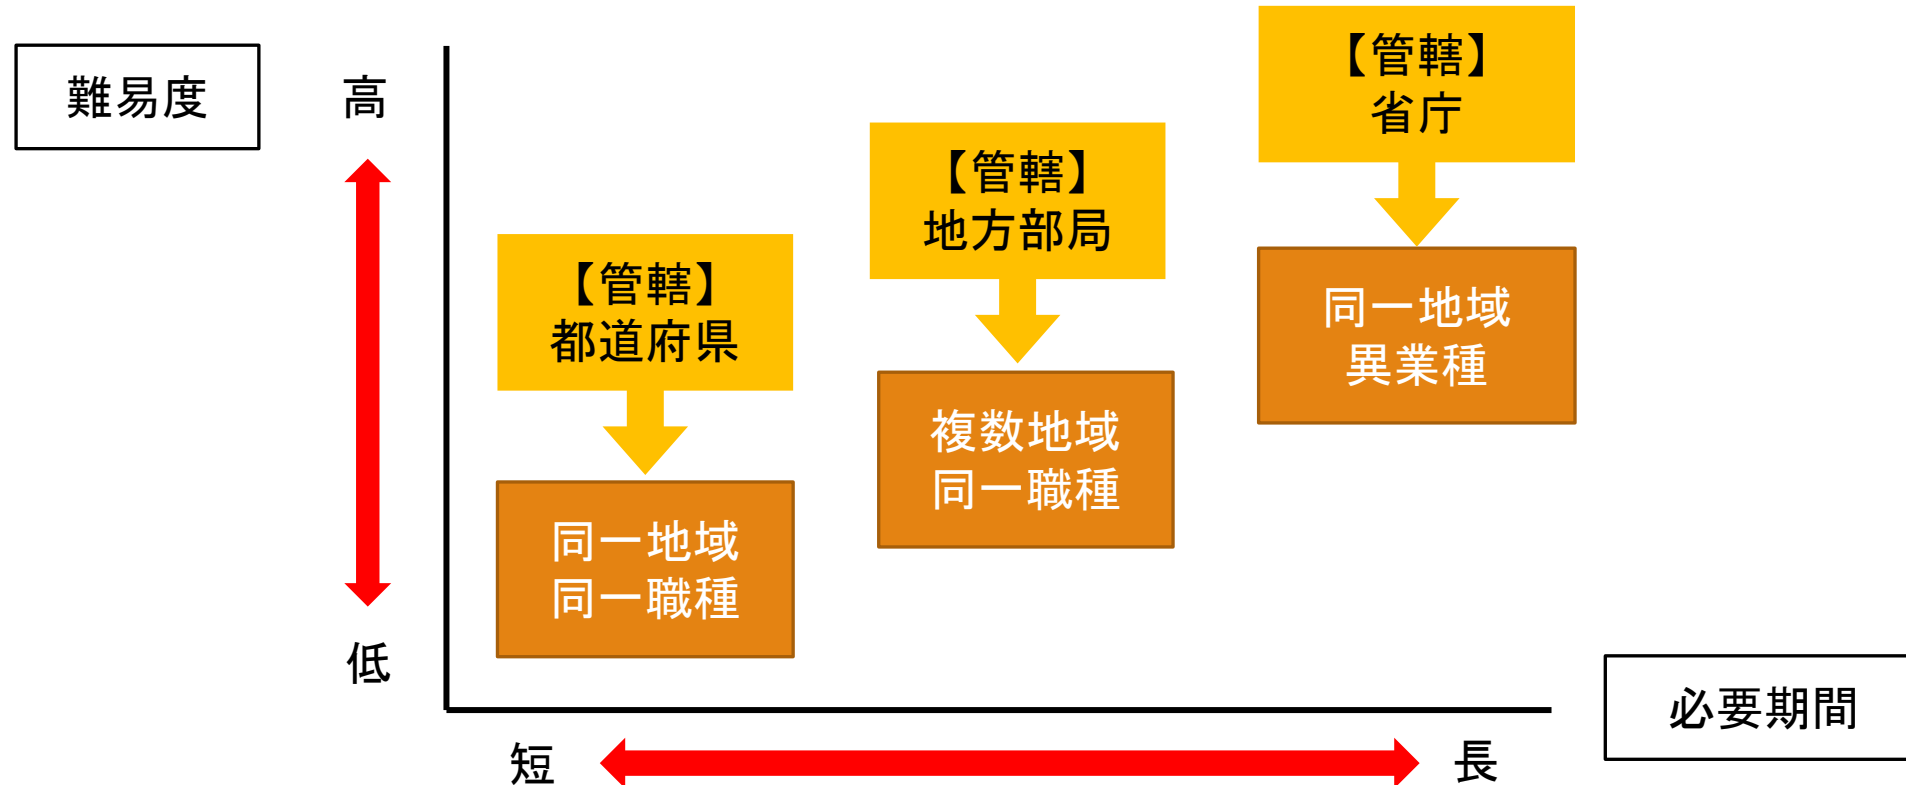 難易度
高
低
【管轄】
都道府県
同一地域
同一職種
【管轄】
地方部局
複数地域
同一職種
【管轄】
省庁
同一地域
異業種
短
長
必要期間